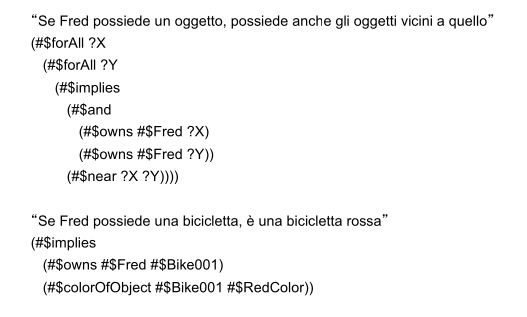 “Se Fred possiede un oggetto, possiede anche gli oggetti vicini a quello”
(#$forAll ?X
(#$forAll ?Y
(#$implies
(#$and
(#$owns #$Fred ?X)
(#$owns #$Fred ?Y))
(#$near ?X ?Y))))
“Se Fred possiede una bicicletta, è una bicicletta rossa”
(#$implies
(#$owns #$Fred #$Bike001)
(#$colorOfObject #$Bike001 #$RedColor))